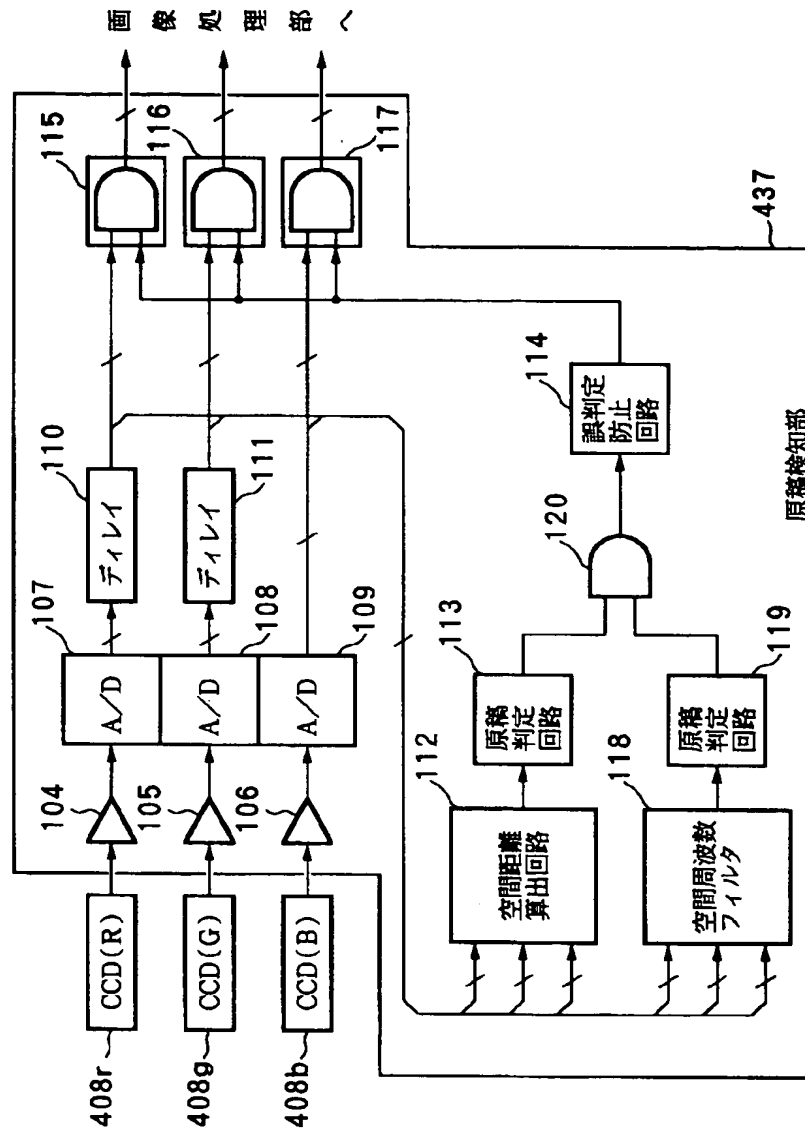 408r
CCD(R)
104
107
A/D
110
ディレイ
115
画像処理部へ
408g
CCD(G)
105
108
A/D
111
ディレイ
116
408b
CCD(B)
106
109
A/D
117
112
空間距離
算出回路
113
原稿
判定
回路
120
114
誤判定
防止
回路
118
空間周波数
フィルタ
119
原稿
判定
回路
原稿検知部
437